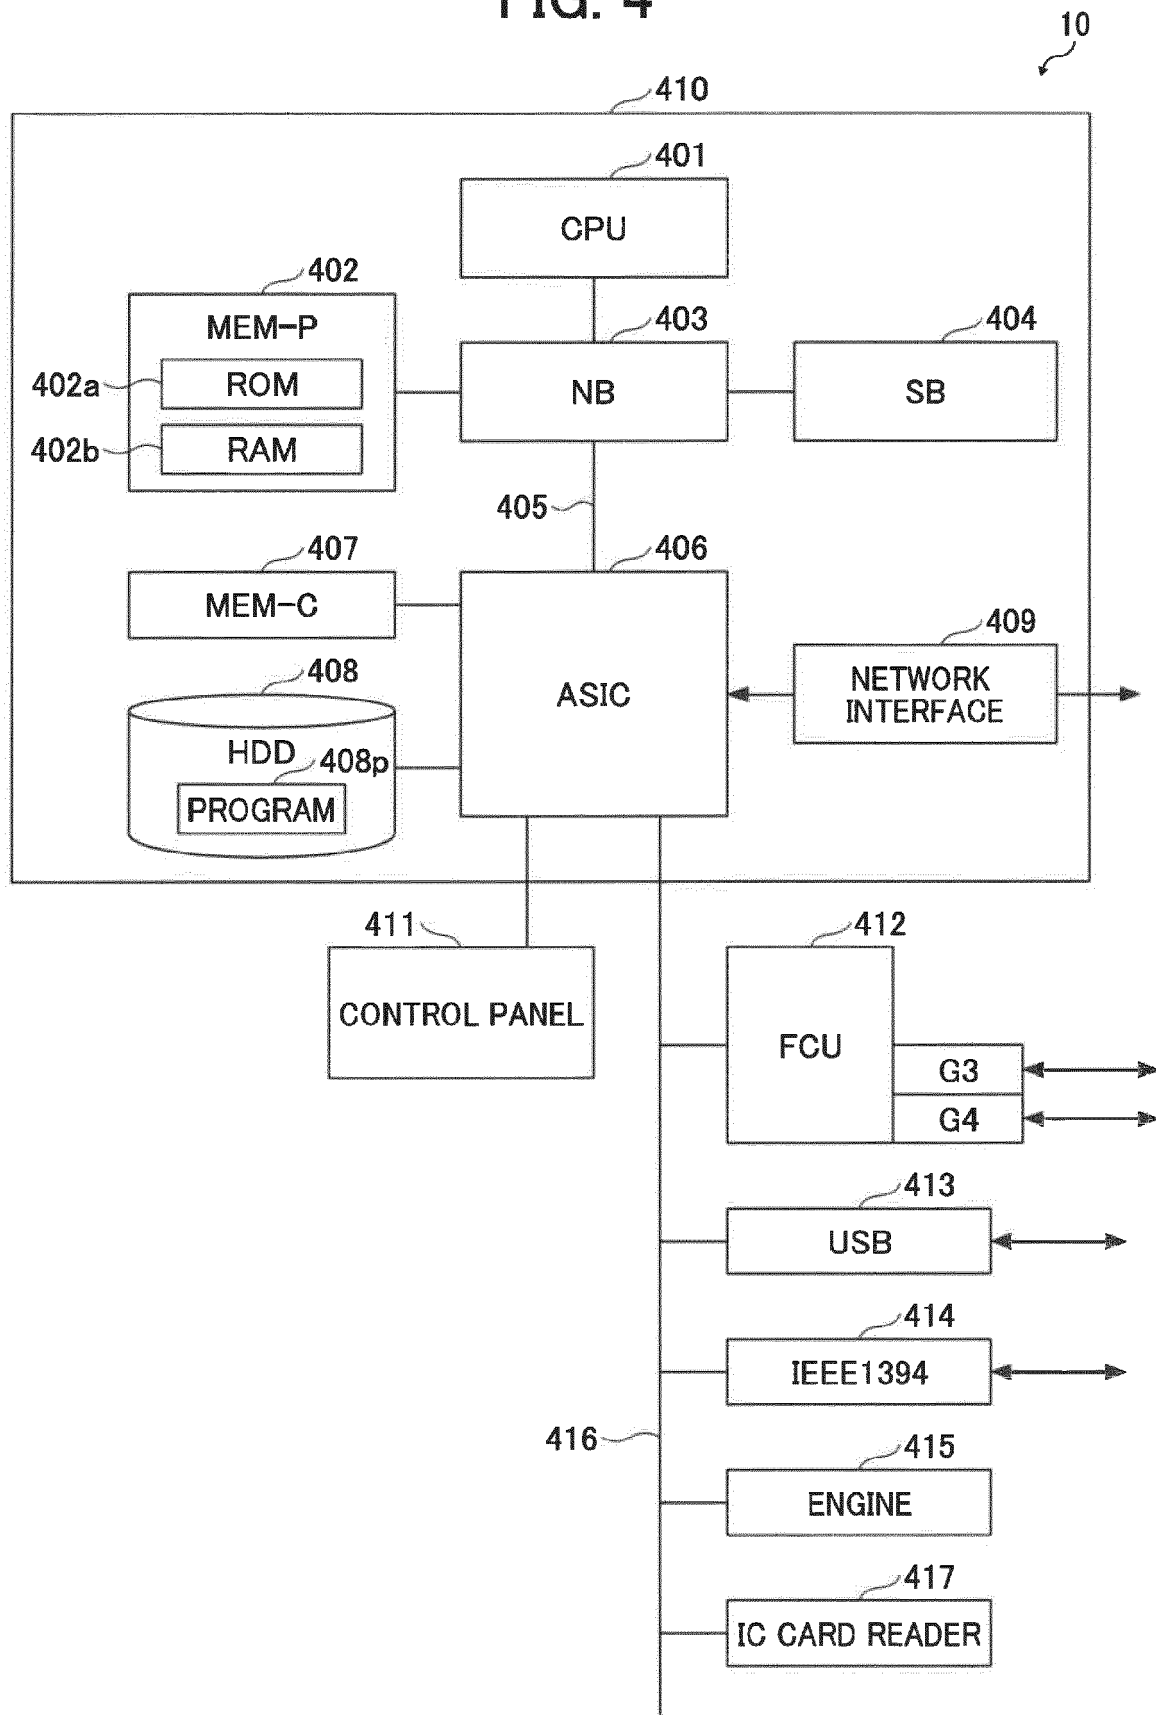 FIG. 4
10
410
401
CPU
402
MEM-P
402a
ROM
402b
RAM
403
NB
404
SB
405
407
MEM-C
406
ASIC
409
NETWORK
INTERFACE
408
HDD
408p
PROGRAM
411
CONTROL PANEL
412
FCU
G3
G4
413
USB
414
IEEE1394
416
415
ENGINE
417
IC CARD READER